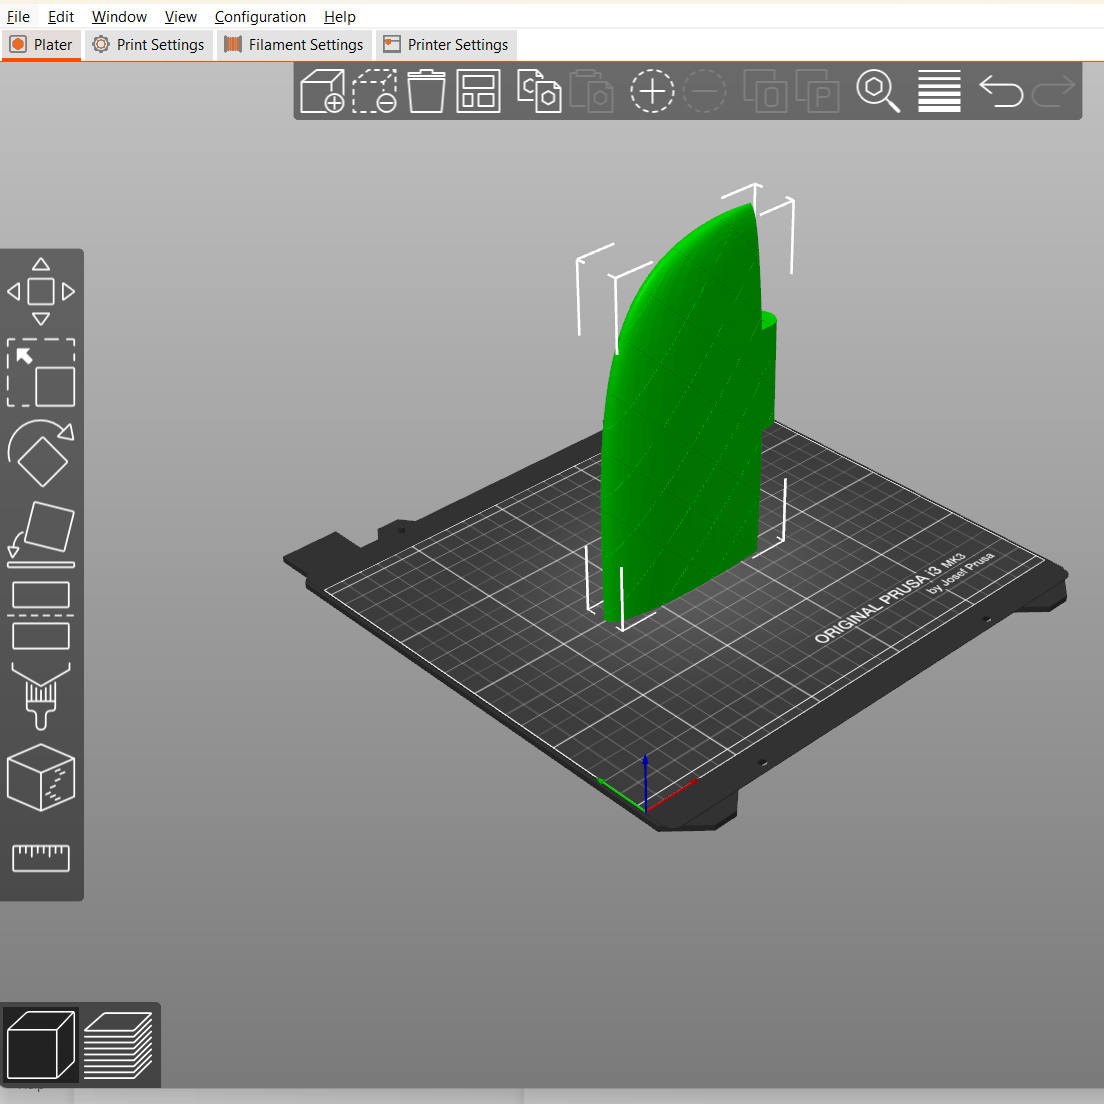 File Edit Window View Configuration Help
Plater Print Settings Filament Settings Printer Settings
ORIGINAL PRUSA i3 MK3
by Josef Prusa